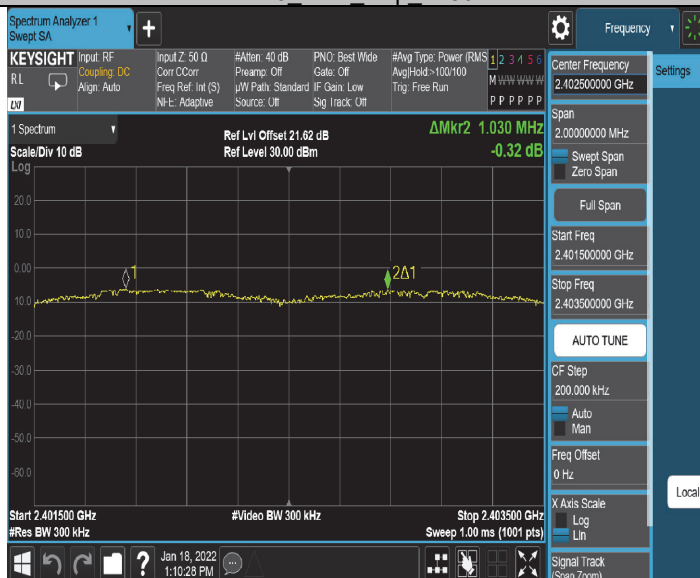 Spectrum Analyzer 1
Swept SA
+
Frequency
KEYSIGHT
RL
LXI
Input: RF
Coupling: DC
Align: Auto
Input Z: 50 Ω
Corr CCorr
Freq Ref: Int (S)
NFE: Adaptive
#Atten: 40 dB
Preamp: Off
µW Path: Standard
Source: Off
PNO: Best Wide
Gate: Off
IF Gain: Low
Sig Track: Off
#Avg Type: Power (RMS
Avg|Hold:>100/100
Trig: Free Run
1 2 3 4 5 6
M W W W W W
P P P P P P
1 Spectrum
Scale/Div 10 dB
Log
Ref Lvl Offset 21.62 dB
Ref Level 30.00 dBm
ΔMkr2 1.030 MHz
-0.32 dB
20.0
10.0
0.00
-10.0
-20.0
-30.0
-40.0
-50.0
-60.0
1
2Δ1
Start 2.401500 GHz
#Res BW 300 kHz
#Video BW 300 kHz
Stop 2.403500 GHz
Sweep 1.00 ms (1001 pts)
?
Jan 18, 2022
1:10:28 PM
Center Frequency
2.402500000 GHz
Span
2.00000000 MHz
Swept Span
Zero Span
Full Span
Start Freq
2.401500000 GHz
Stop Freq
2.403500000 GHz
AUTO TUNE
CF Step
200.000 kHz
Auto
Man
Freq Offset
0 Hz
X Axis Scale
Log
Lin
Signal Track
(Span Zoom)
Settings
Local